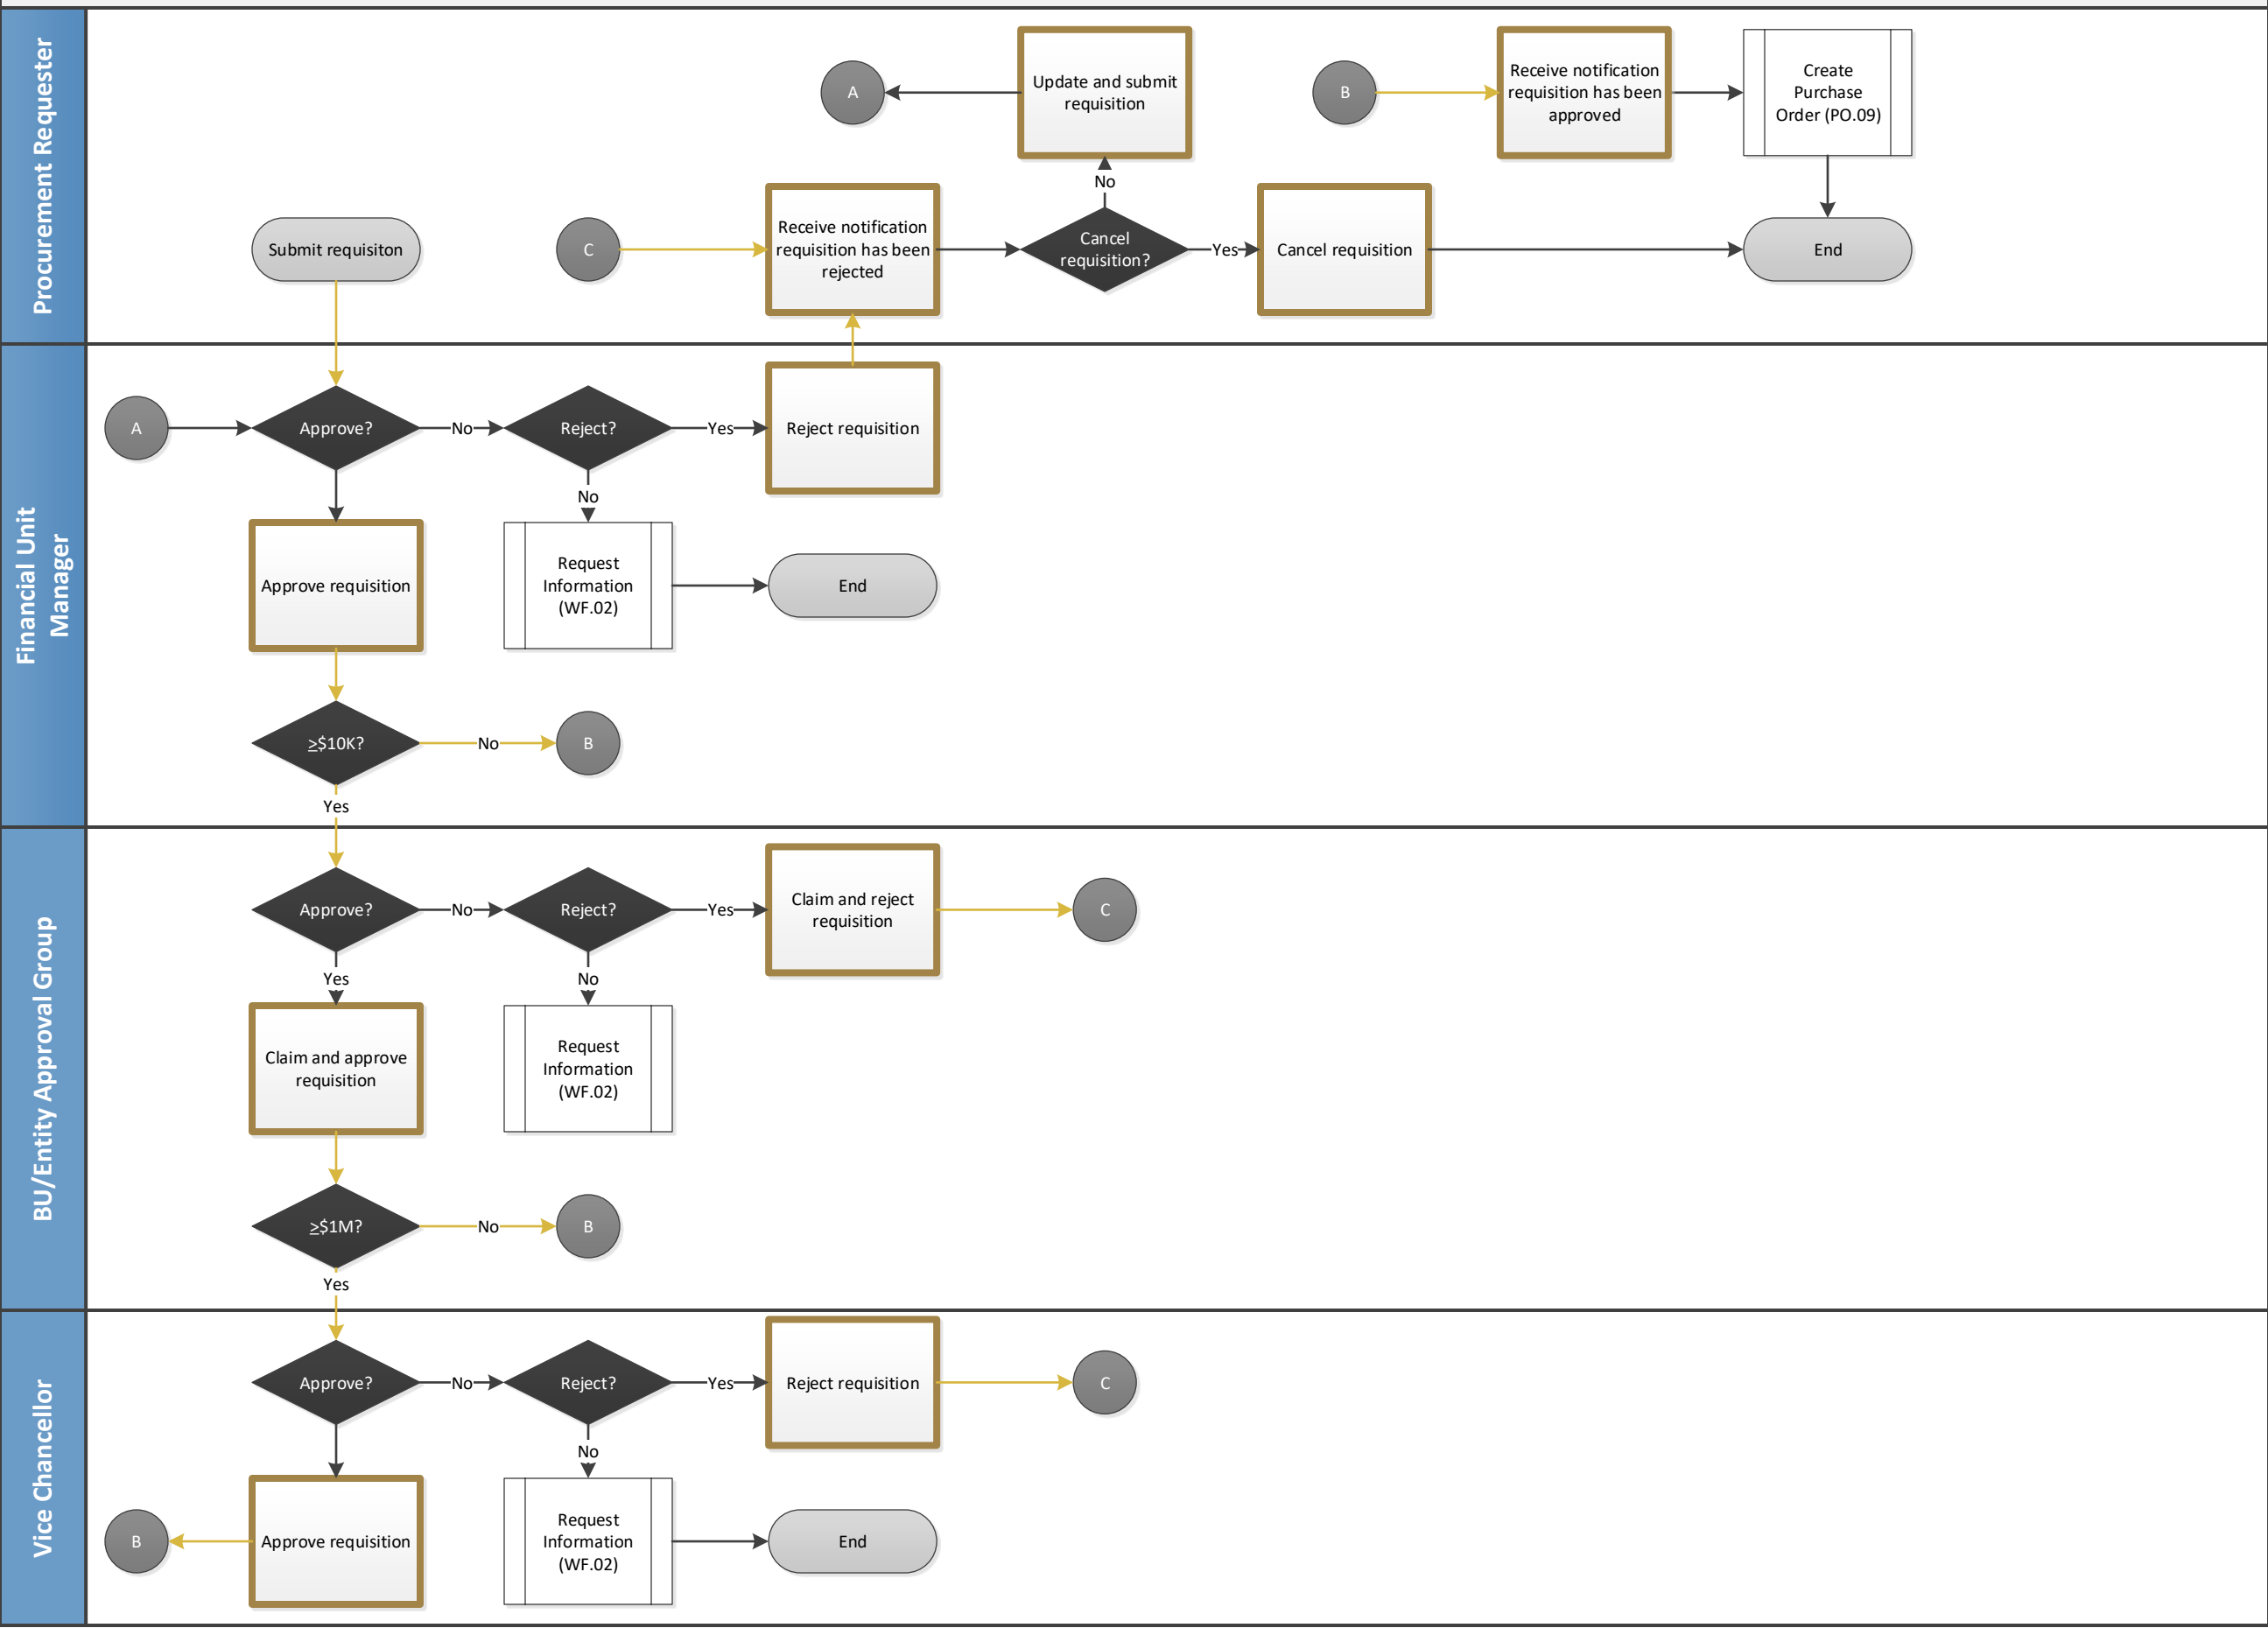 Procurement Requester
A
Update and submit
requisition
B
Receive notification
requisition has been
approved
Create
Purchase
Order (PO.09)
No
Submit requisiton
C
Receive notification
requisition has been
rejected
Cancel
requisition?
Yes
Cancel requisition
End
Financial Unit
Manager
A
Approve?
No
Reject?
Yes
Reject requisition
No
Approve requisition
Request
Information
(WF.02)
End
≥$10K?
No
B
Yes
BU/Entity Approval Group
Approve?
No
Reject?
Yes
Claim and reject
requisition
C
Yes
No
Claim and approve
requisition
Request
Information
(WF.02)
≥$1M?
No
B
Yes
Vice Chancellor
Approve?
No
Reject?
Yes
Reject requisition
C
No
B
Approve requisition
Request
Information
(WF.02)
End